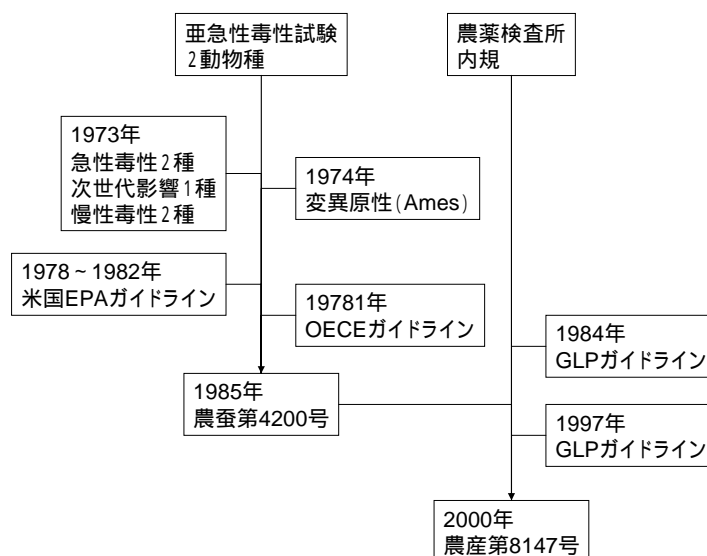 亜急性毒性試験
2動物種
農薬検査所
内規
1973年
急性毒性2種
次世代影響1種
慢性毒性2種
1974年
変異原性(Ames)
1978～1982年
米国EPAガイドライン
19781年
OECEガイドライン
1984年
GLPガイドライン
1985年
農蚕第4200号
1997年
GLPガイドライン
2000年
農産第8147号